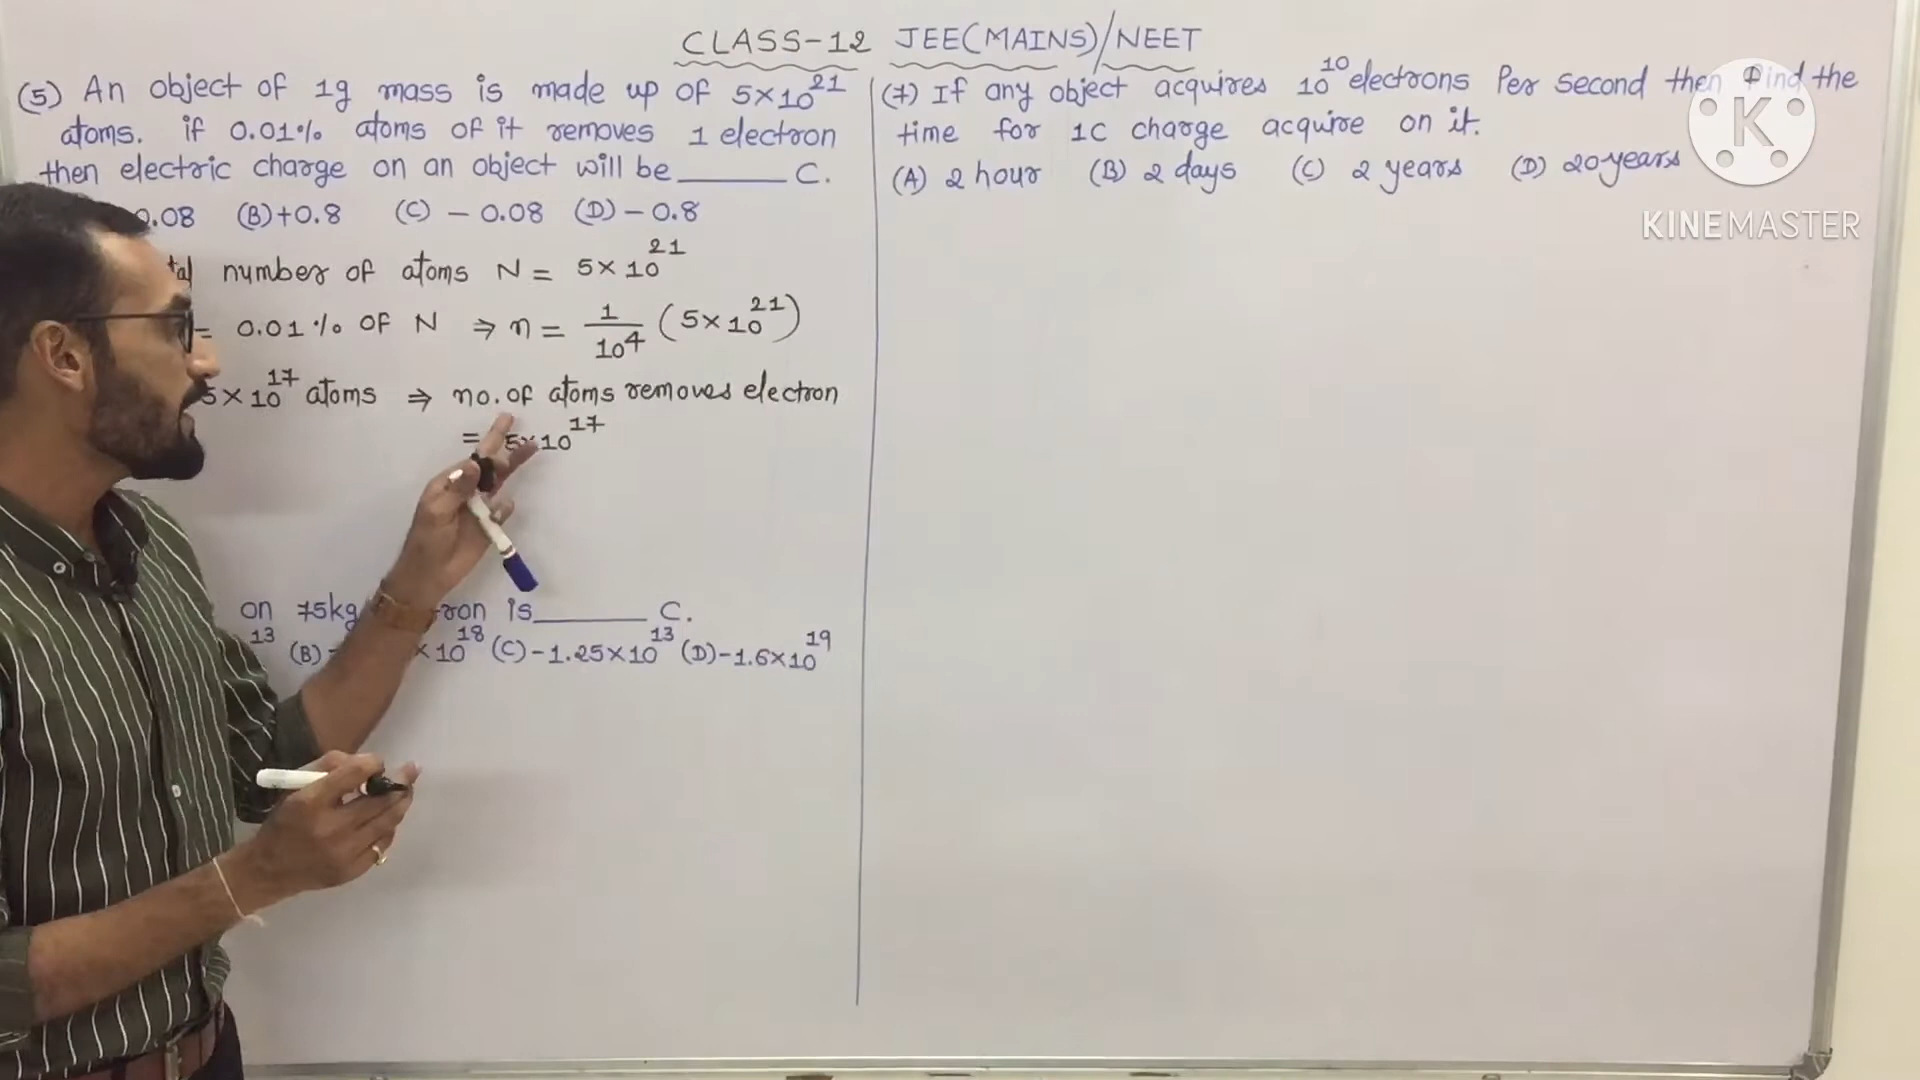 CLASS-12 JEE(MAINS)/NEET
(5) An object of 1g mass is made up of 5×10²¹
atoms. if 0.01% atoms of it removes 1 electron
then electric charge on an object will be ______ C.
0.08 (B)+0.8 (C) - 0.08 (D) - 0.8
number of atoms N = 5×10²¹
= 0.01% OF N ⇒ n = 1/10⁴ (5×10²¹)
5×10¹⁷ atoms ⇒ no. of atoms removes electron
= 5×10¹⁷
on 75kg is ______ C.
13 (B) - ×10¹⁸ (C) -1.25×10¹³ (D) -1.6×10¹⁹
(7) If any object acquires 10¹⁰ electrons Per second then find the
time for 1C charge acquire on it.
(A) 2 hour (B) 2 days (C) 2 years (D) 20 years
K
KINEMASTER